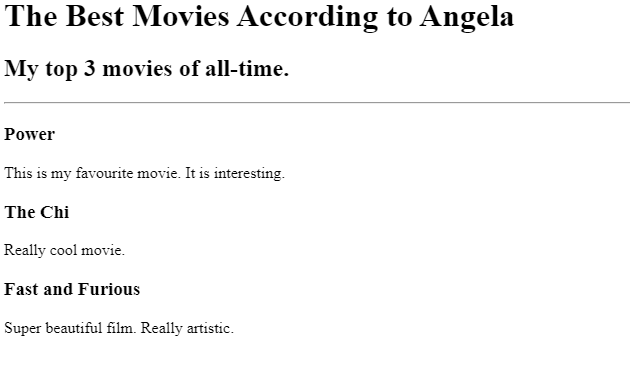 The Best Movies According to Angela
My top 3 movies of all-time.
Power
This is my favourite movie. It is interesting.
The Chi
Really cool movie.
Fast and Furious
Super beautiful film. Really artistic.